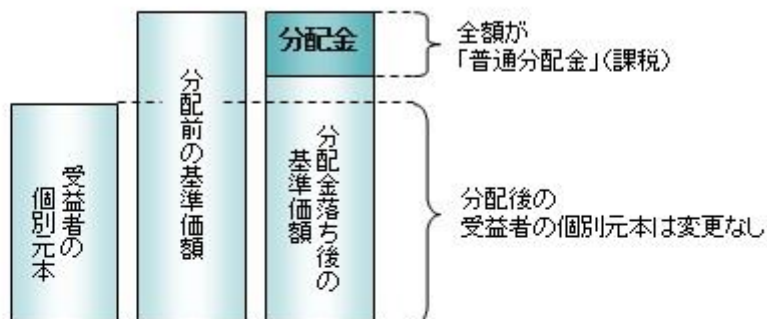 受益者の
個別元本
分配前の基準価額
分配金
分配金落ち後の
基準価額
全額が
「普通分配金」(課税)
分配後の
受益者の個別元本は変更なし